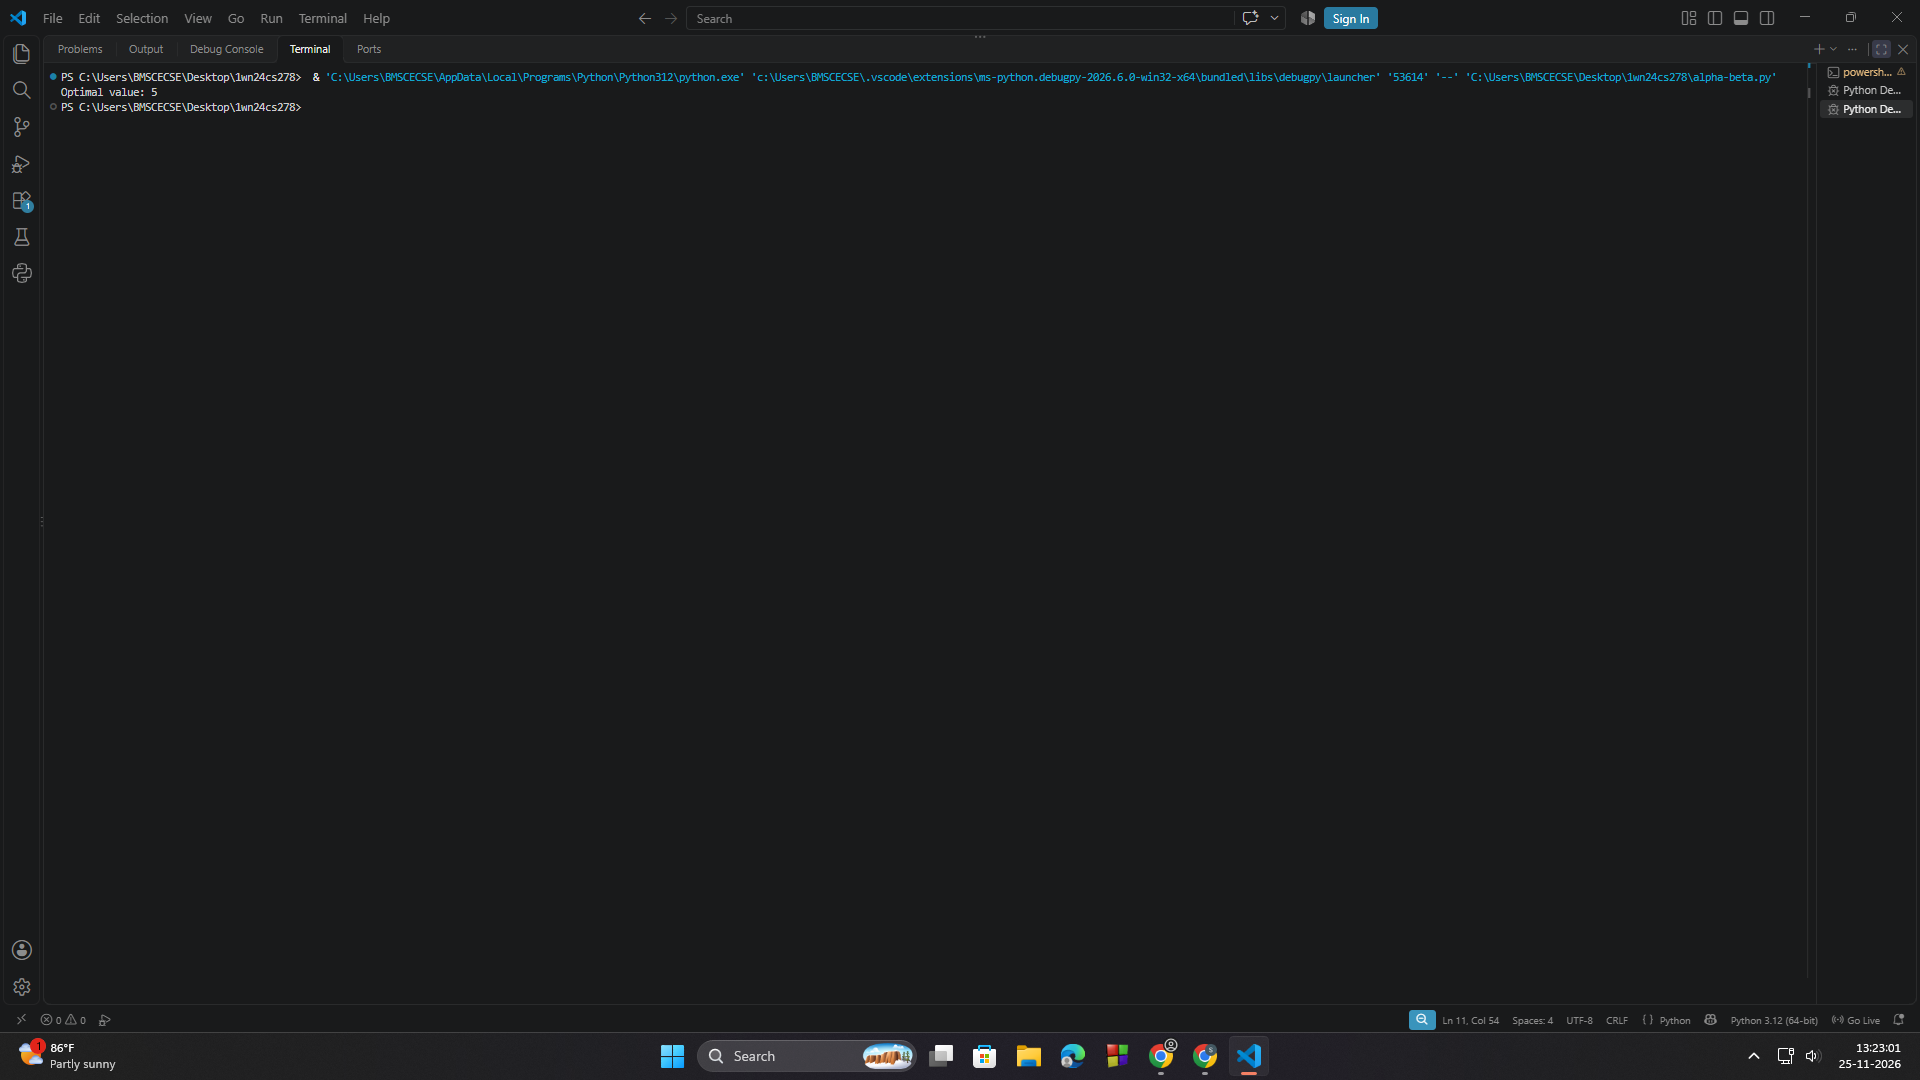 File Edit Selection View Go Run Terminal Help
Search
Sign In
Problems Output Debug Console Terminal Ports
PS C:\Users\BMSCECSE\Desktop\1wn24cs278>  & 'C:\Users\BMSCECSE\AppData\Local\Programs\Python\Python312\python.exe' 'c:\Users\BMSCECSE\.vscode\extensions\ms-python.debugpy-2026.6.0-win32-x64\bundled\libs\debugpy\launcher' '53614' '--' 'C:\Users\BMSCECSE\Desktop\1wn24cs278\alpha-beta.py'
Optimal value: 5
PS C:\Users\BMSCECSE\Desktop\1wn24cs278>
powersh...
Python De...
Python De...
1
0 0
Ln 11, Col 54 Spaces: 4 UTF-8 CRLF {} Python Python 3.12 (64-bit) Go Live
1
86°F
Partly sunny
Search
S
13:23:01
25-11-2026